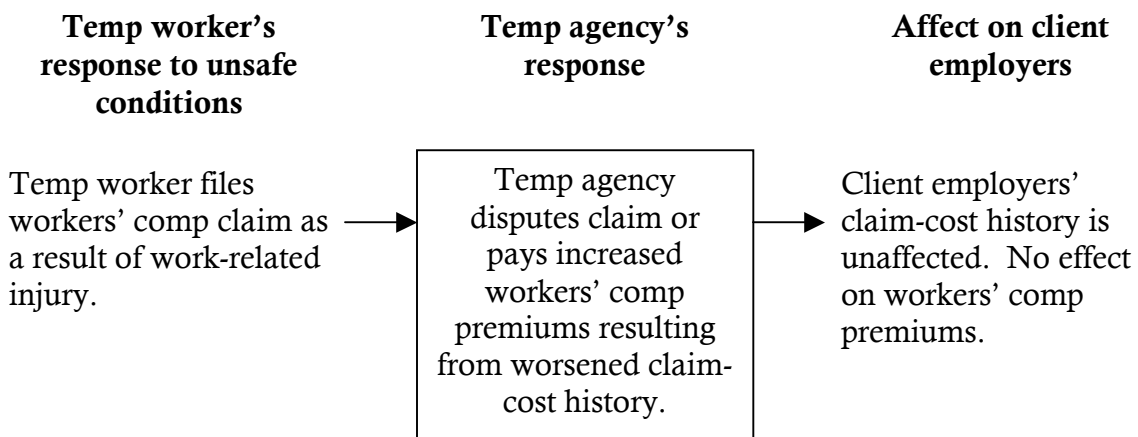 Temp worker's
response to unsafe
conditions
Temp agency's
response
Affect on client
employers
Temp worker files
workers' comp claim as
a result of work-related
injury.
Temp agency
disputes claim or
pays increased
workers' comp
premiums resulting
from worsened claim-
cost history.
Client employers'
claim-cost history is
unaffected.  No effect
on workers' comp
premiums.